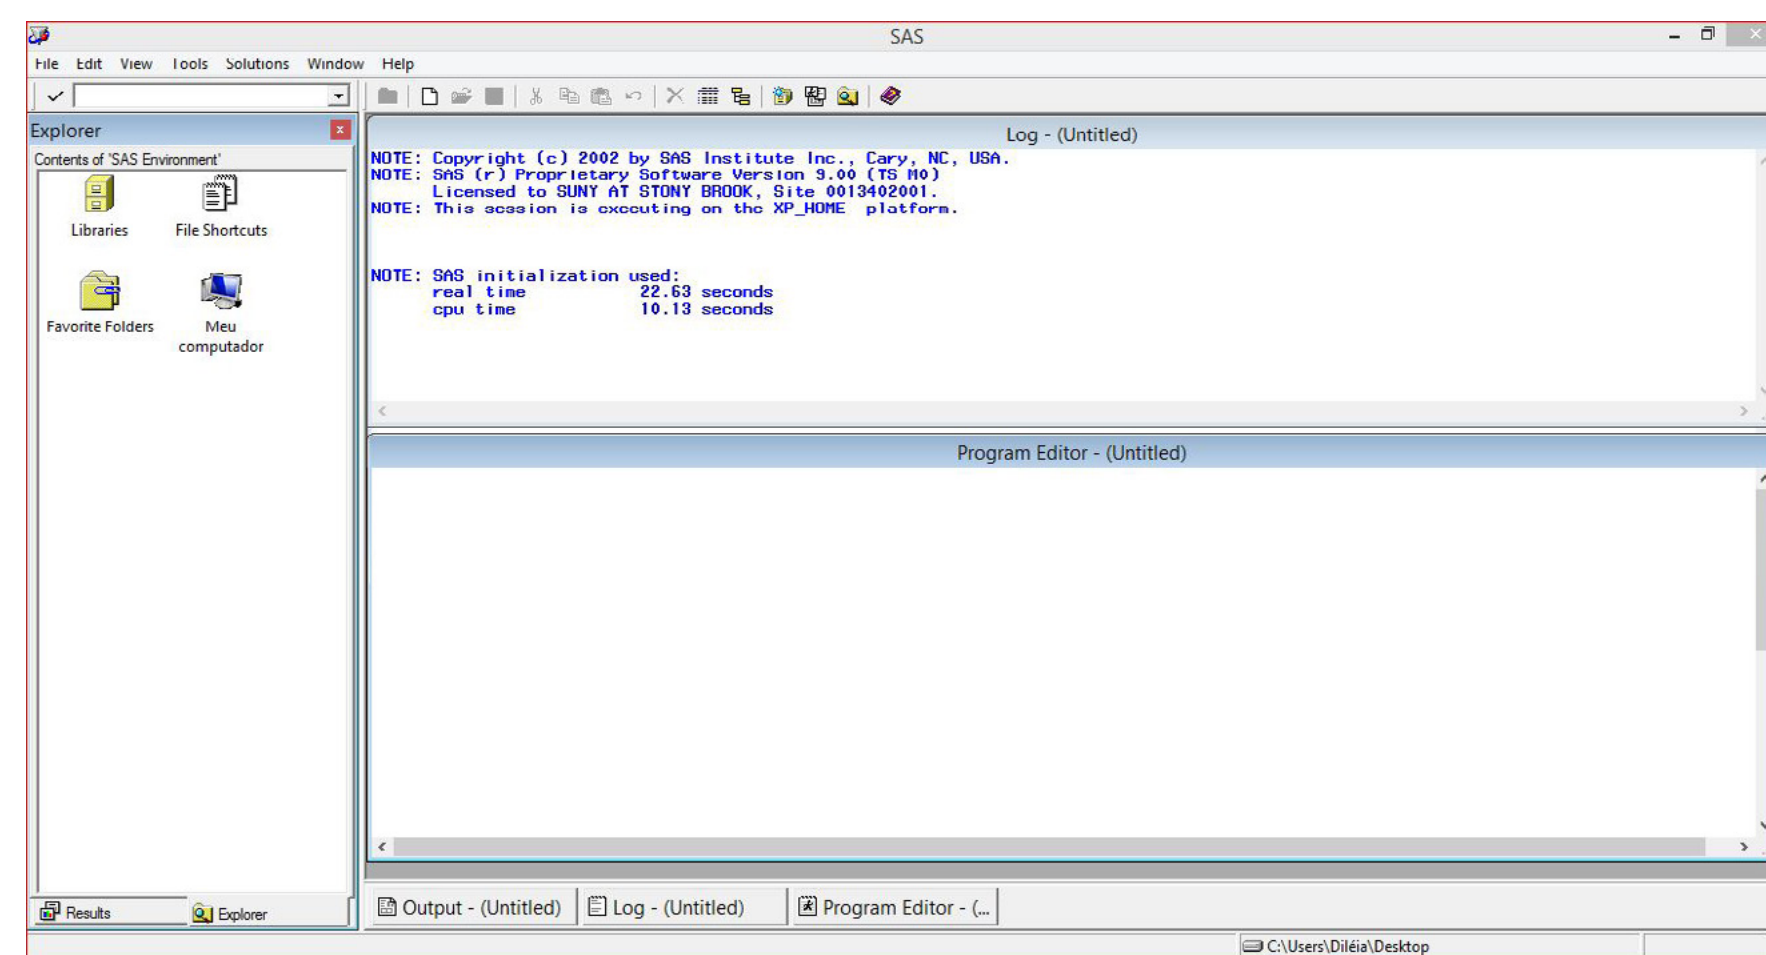 SAS
File Edit View Tools Solutions Window Help
Explorer
Contents of 'SAS Environment'
Libraries
File Shortcuts
Favorite Folders
Meu
computador
Log - (Untitled)
NOTE: Copyright (c) 2002 by SAS Institute Inc., Cary, NC, USA.
NOTE: SAS (r) Proprietary Software Version 9.00 (TS M0)
Licensed to SUNY AT STONY BROOK, Site 0013402001.
NOTE: This session is executing on the XP_HOME platform.
NOTE: SAS initialization used:
real time 22.63 seconds
cpu time 10.13 seconds
Program Editor - (Untitled)
Results
Explorer
Output - (Untitled)
Log - (Untitled)
Program Editor - (...
C:\Users\Diléia\Desktop